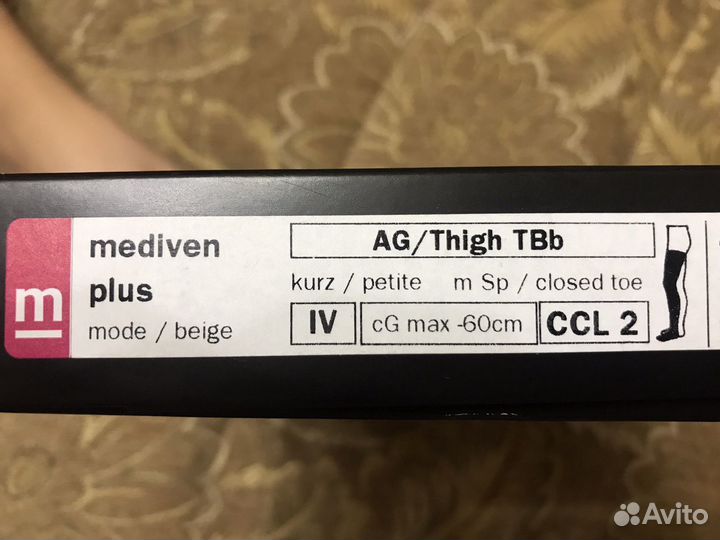 m
mediven
plus
mode / beige
AG/Thigh TBb
kurz / petite m Sp / closed toe
IV cG max -60cm CCL 2
Avito